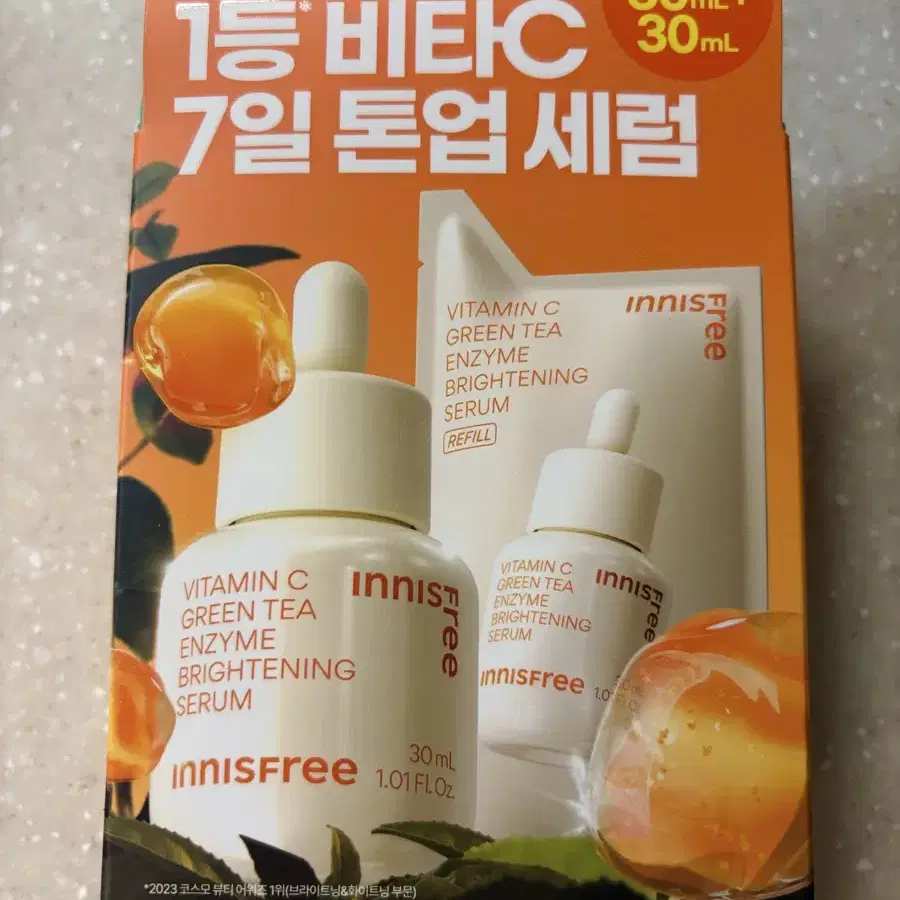 1등* 비타C
30mL
7일 톤업 세럼
VITAMIN C
GREEN TEA
ENZYME
BRIGHTENING
SERUM
REFILL
INNISFree
VITAMIN C
GREEN TEA
ENZYME
BRIGHTENING
SERUM
INNISFree
INNISFree
30 mL
1.01 Fl. Oz.
VITAMIN C
GREEN TEA
ENZYME
BRIGHTENING
SERUM
INNISFree
INNISFree
*2023 코스모 뷰티 어워즈 1위(브라이트닝&화이트닝 부문)